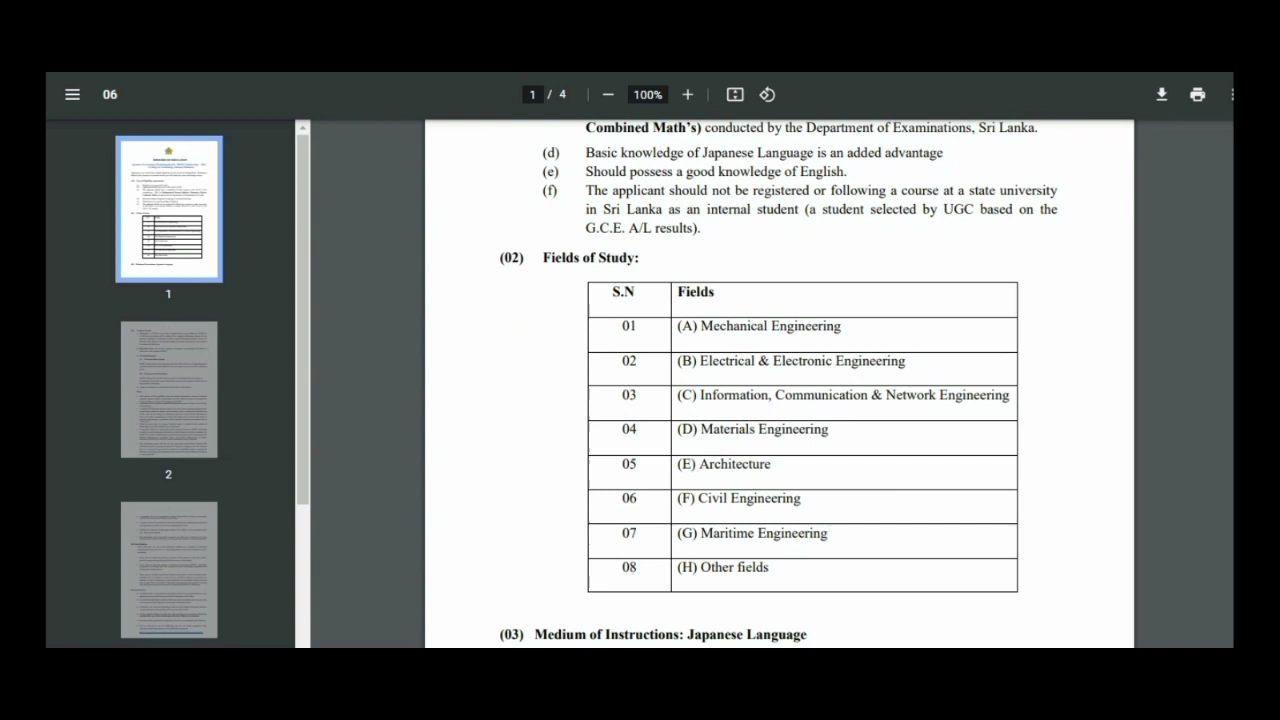 06
1 / 4
100%
Combined Math's) conducted by the Department of Examinations, Sri Lanka.
(d) Basic knowledge of Japanese Language is an added advantage
(e) Should possess a good knowledge of English.
(f) The applicant should not be registered or following a course at a state university
in Sri Lanka as an internal student (a student selected by UGC based on the
G.C.E. A/L results).
(02) Fields of Study:
S.N Fields
01 (A) Mechanical Engineering
02 (B) Electrical & Electronic Engineering
03 (C) Information, Communication & Network Engineering
04 (D) Materials Engineering
05 (E) Architecture
06 (F) Civil Engineering
07 (G) Maritime Engineering
08 (H) Other fields
(03) Medium of Instructions: Japanese Language
1
2